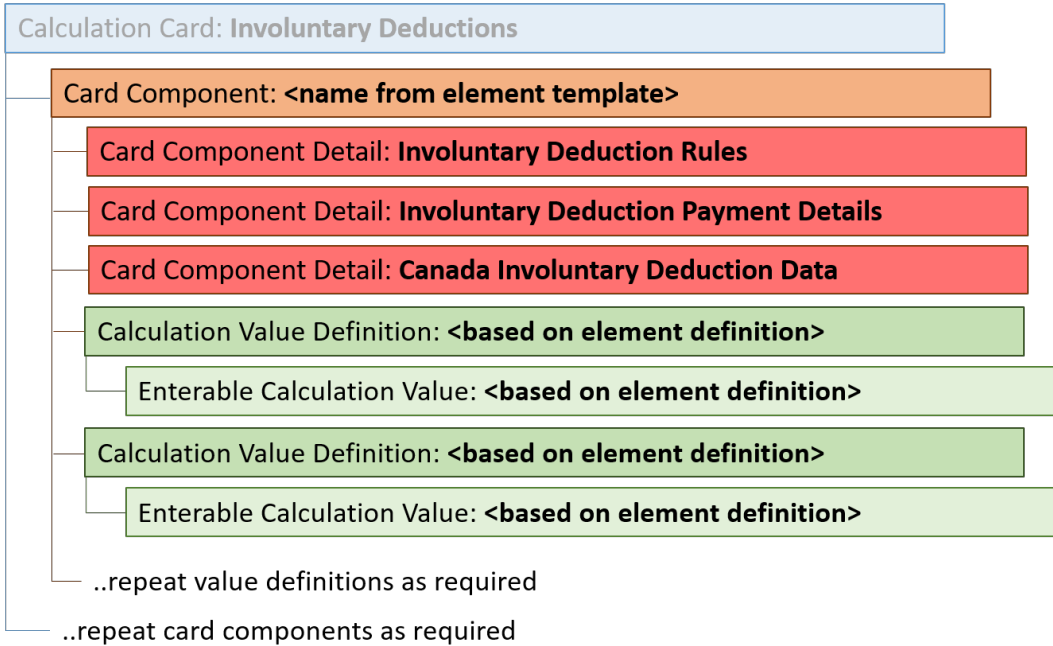 Calculation Card: Involuntary Deductions
Card Component: <name from element template>
Card Component Detail: Involuntary Deduction Rules
Card Component Detail: Involuntary Deduction Payment Details
Card Component Detail: Canada Involuntary Deduction Data
Calculation Value Definition: <based on element definition>
Enterable Calculation Value: <based on element definition>
Calculation Value Definition: <based on element definition>
Enterable Calculation Value: <based on element definition>
..repeat value definitions as required
..repeat card components as required